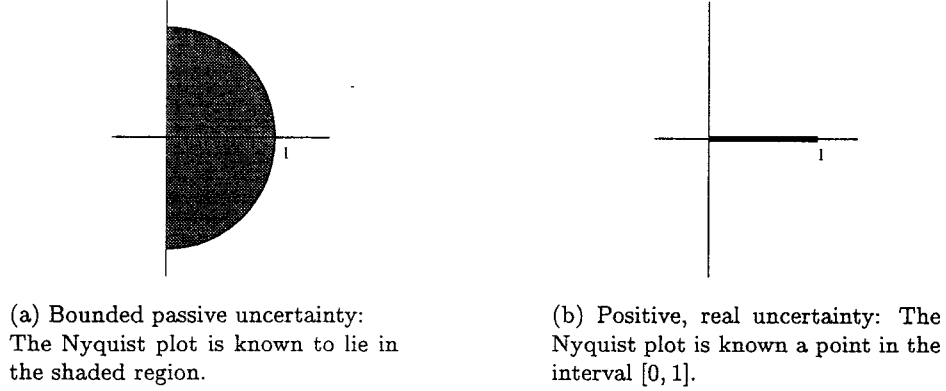 1
1
(a) Bounded passive uncertainty:
The Nyquist plot is known to lie in
the shaded region.
(b) Positive, real uncertainty: The
Nyquist plot is known a point in the
interval [0, 1].